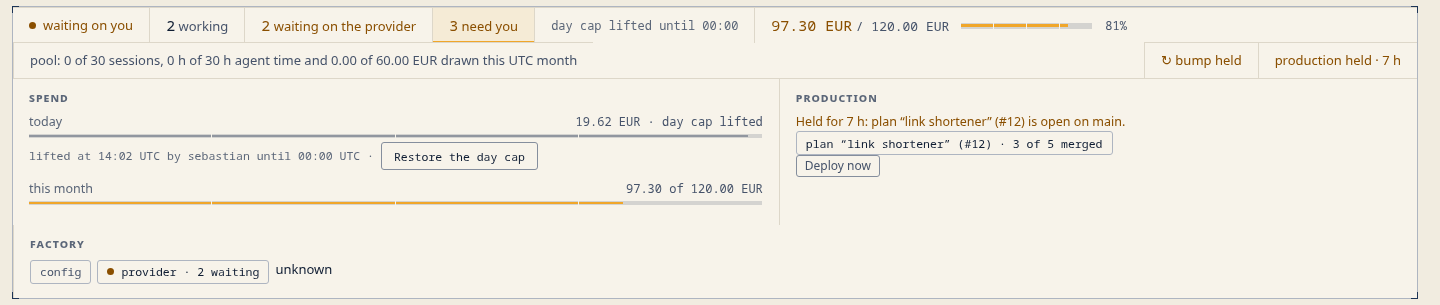 waiting on you 2 working 2 waiting on the provider 3 need you day cap lifted until 00:00 97.30 EUR / 120.00 EUR 81%
pool: 0 of 30 sessions, 0 h of 30 h agent time and 0.00 of 60.00 EUR drawn this UTC month ↻ bump held production held · 7 h
SPEND
today 19.62 EUR · day cap lifted
lifted at 14:02 UTC by sebastian until 00:00 UTC · Restore the day cap
this month 97.30 of 120.00 EUR
PRODUCTION
Held for 7 h: plan “link shortener” (#12) is open on main.
plan “link shortener” (#12) · 3 of 5 merged
Deploy now
FACTORY
config provider · 2 waiting unknown